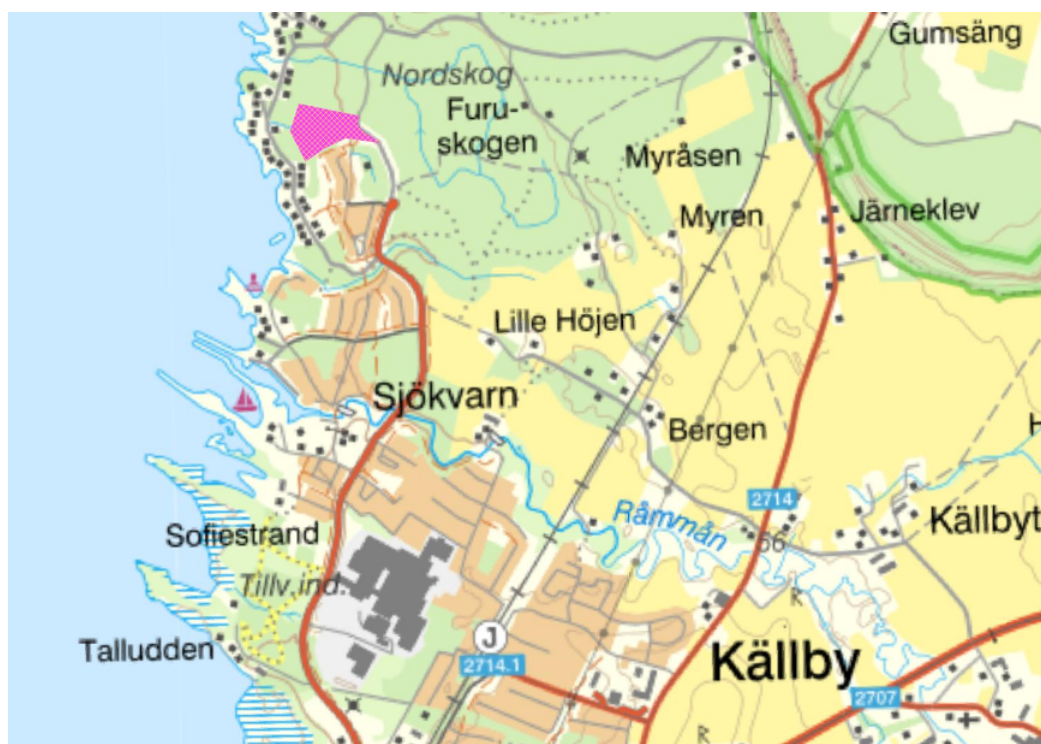 Gumsäng
Nordskog
Furu-
skogen
Myråsen
Myren
Järneklev
Lille Höjen
Sjökvarn
Bergen
2714
Råmmån
66
Sofiestrand
Källbyt
Tillv.ind.
R
J
Talludden
2714.1
Källby
2707
R